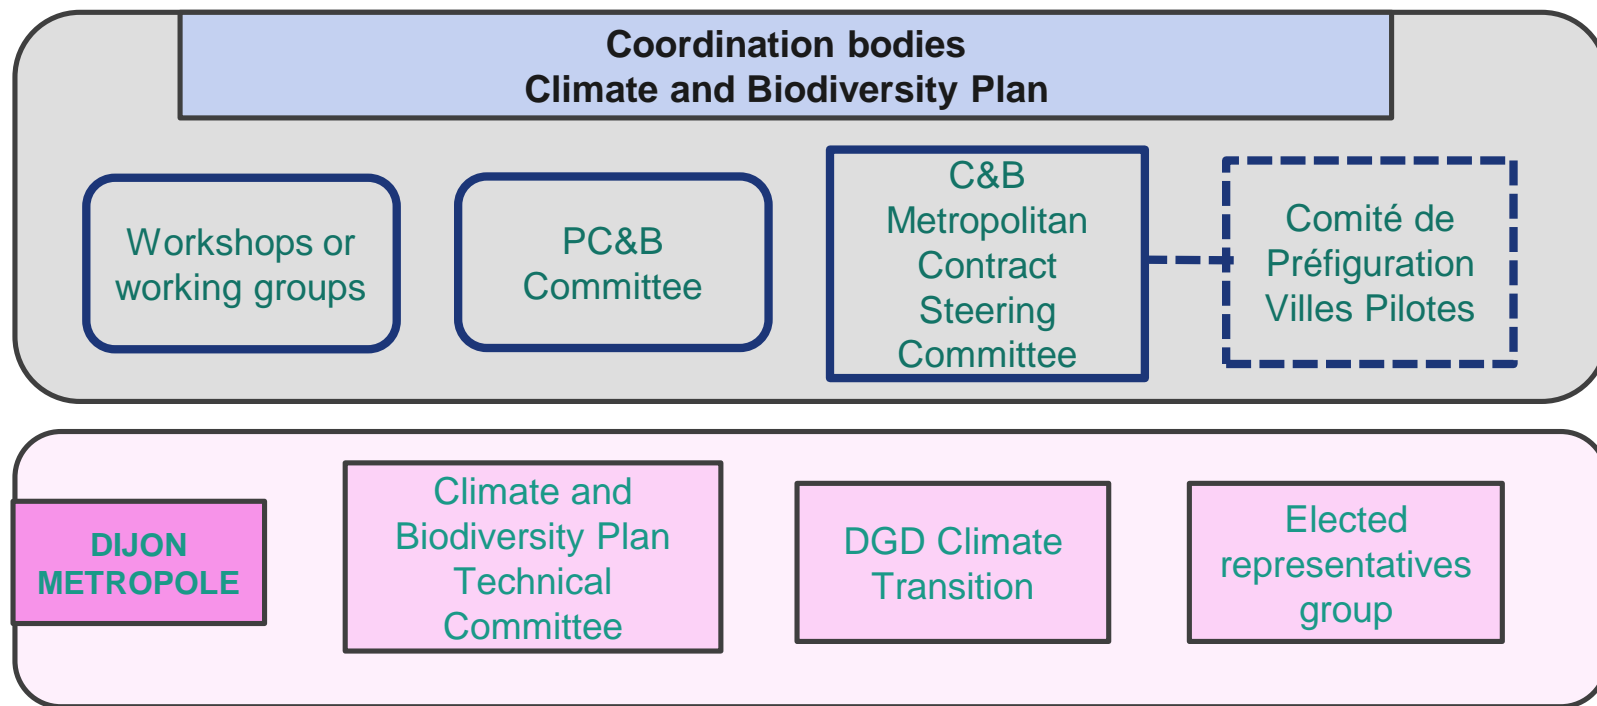 Coordination bodies
Climate and Biodiversity Plan
Workshops or
working groups
PC&B
Committee
C&B
Metropolitan
Contract
Steering
Committee
Comité de
Préfiguration
Villes Pilotes
DIJON
METROPOLE
Climate and
Biodiversity Plan
Technical
Committee
DGD Climate
Transition
Elected
representatives
group